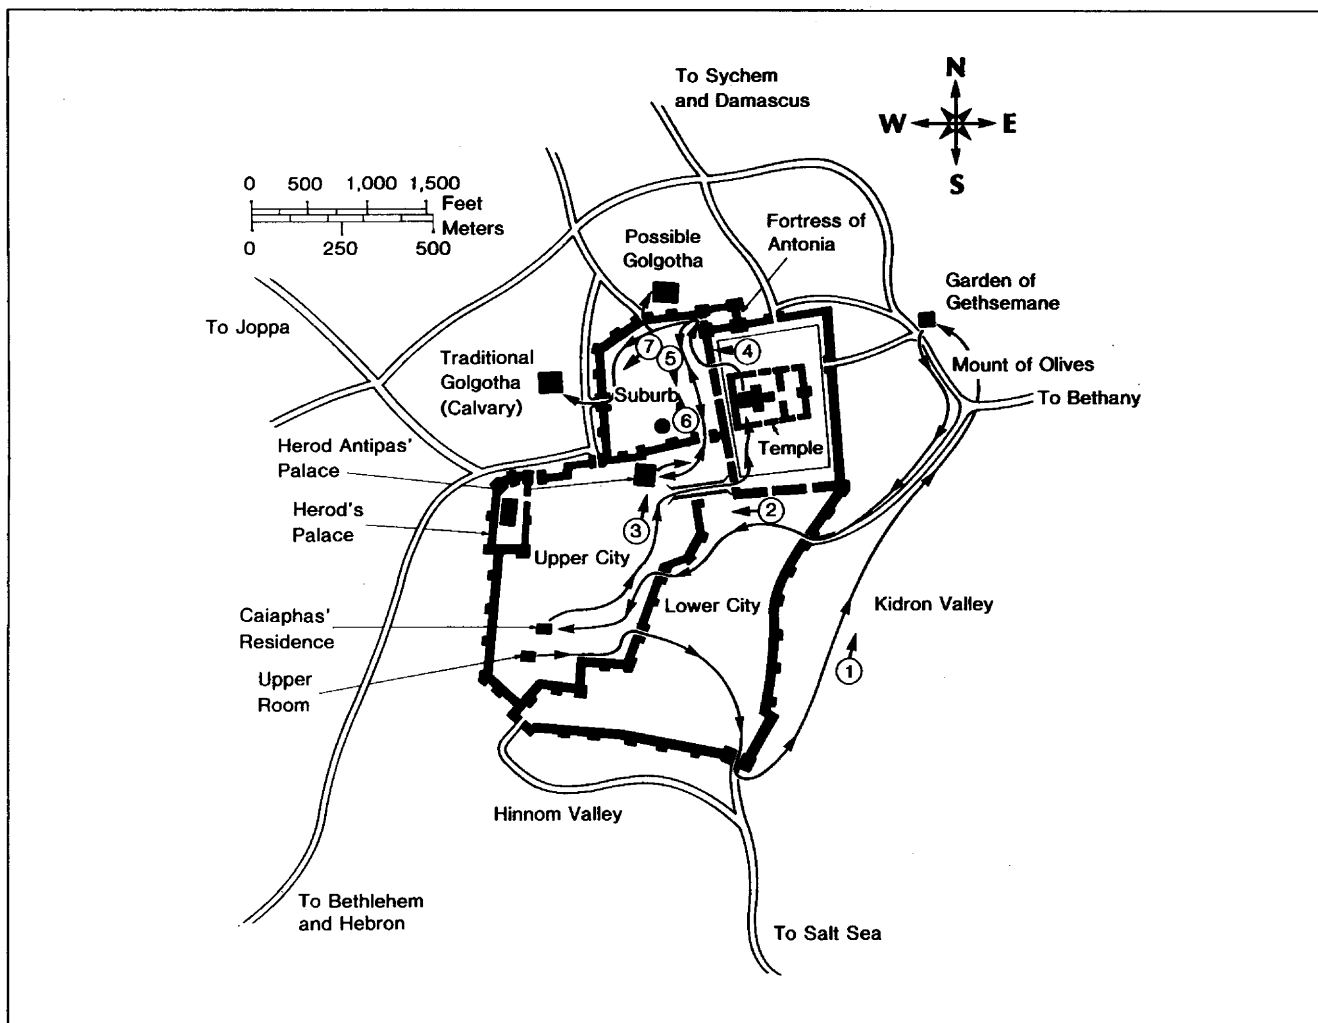 To Sychem
and Damascus
N
W
E
S
0 500 1,000 1,500
Feet
Meters
0 250 500
Possible
Golgotha
Fortress of
Antonia
Garden of
Gethsemane
To Joppa
Traditional
Golgotha
(Calvary)
7
5
4
Suburb
Mount of Olives
To Bethany
6
Temple
Herod Antipas'
Palace
Herod's
Palace
3
2
Upper City
Caiaphas'
Residence
Lower City
Kidron Valley
1
Upper
Room
Hinnom Valley
To Bethlehem
and Hebron
To Salt Sea